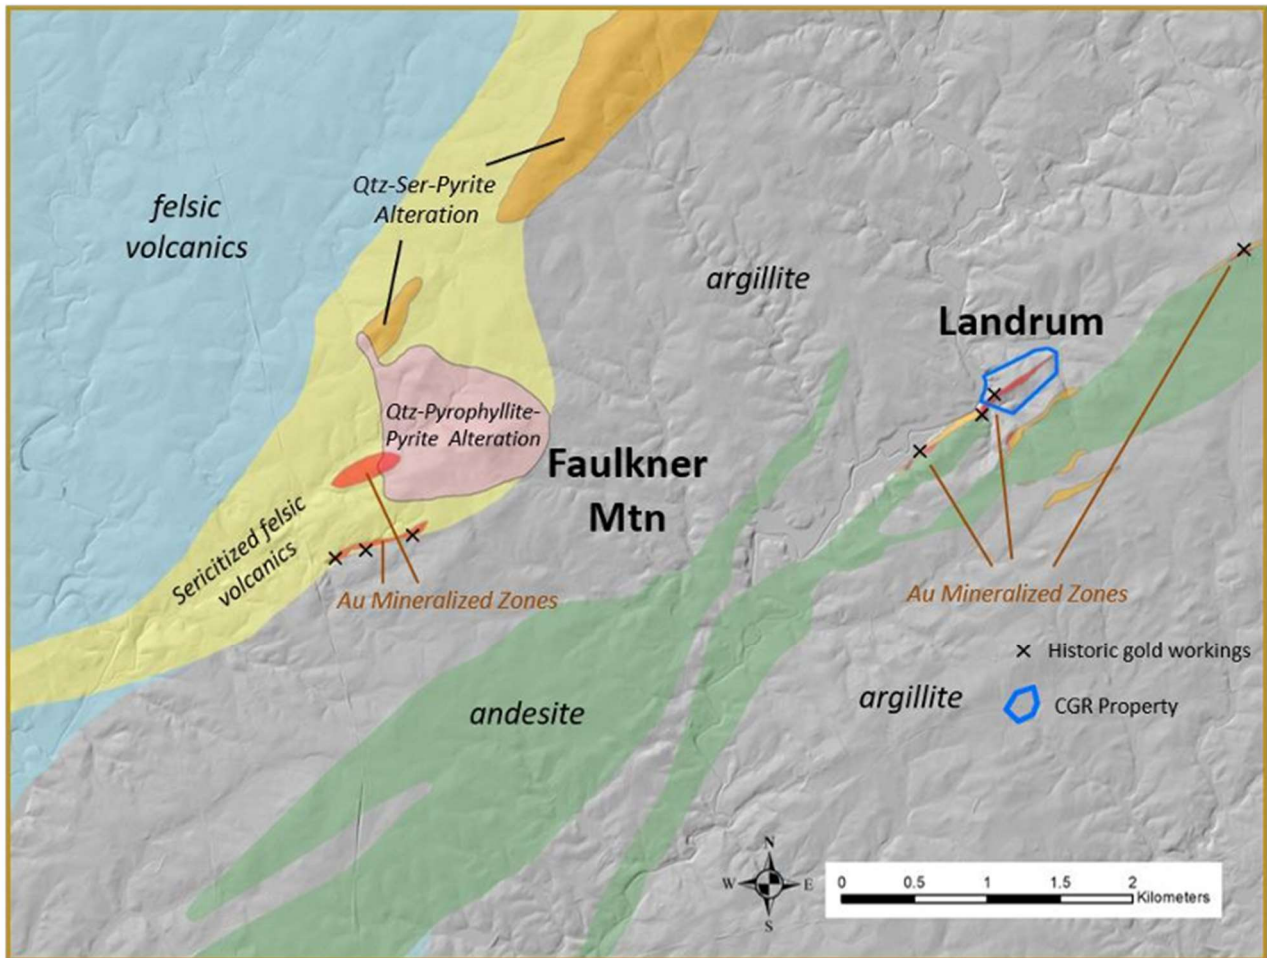 Qtz-Ser-Pyrite
Alteration
felsic
volcanics
argillite
Landrum
Qtz-Pyrophyllite-
Pyrite Alteration
Faulkner
Mtn
Sericitized felsic
volcanics
Au Mineralized Zones
Au Mineralized Zones
× Historic gold workings
argillite
CGR Property
andesite
N
W E
S
0 0.5 1 1.5 2
Kilometers